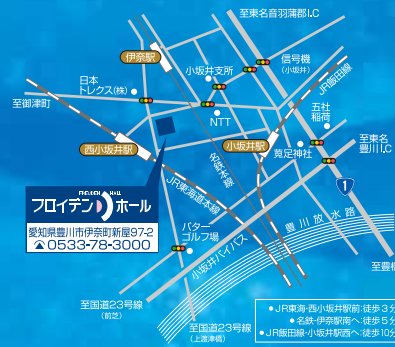 至東名音羽蒲郡I.C
伊奈駅
小坂井支所
信号機
(小坂井)
JR飯田線
日本
トレクス(株)
至御津町
NTT
五社
稲荷
小坂井駅
菟足神社
至東名
豊川I.C
西小坂井駅
名鉄本線
1
JR東海道本線
フロイデンホール
愛知県豊川市伊奈町新屋97-2
0533-78-3000
パター
ゴルフ場
小坂井バイパス
豊川放水路
至豊橋
至国道23号線
(前芝)
至国道23号線
(上渡津橋)
●JR東海・西小坂井駅前:徒歩3分
●名鉄・伊奈駅南へ:徒歩5分
●JR飯田線・小坂井駅西へ:徒歩10分